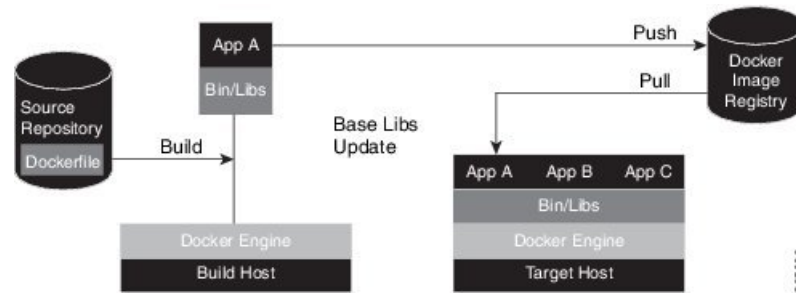 App A
Bin/Libs
Source
Repository
Dockerfile
Build
Docker Engine
Build Host
Base Libs
Update
Push
Pull
Docker
Image
Registry
App A App B App C
Bin/Libs
Docker Engine
Target Host